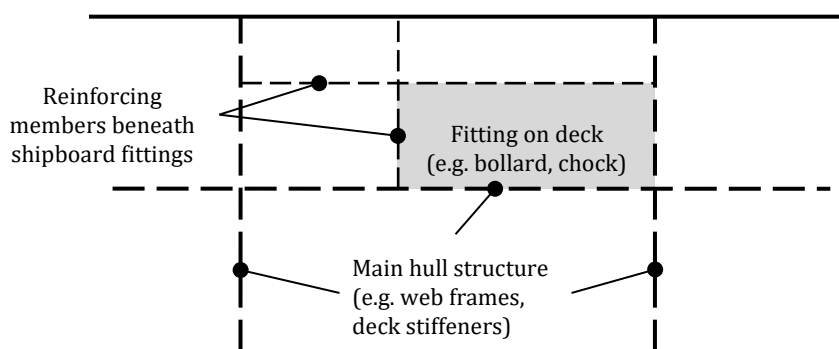 Reinforcing
members beneath
shipboard fittings
Fitting on deck
(e.g. bollard, chock)
Main hull structure
(e.g. web frames,
deck stiffeners)